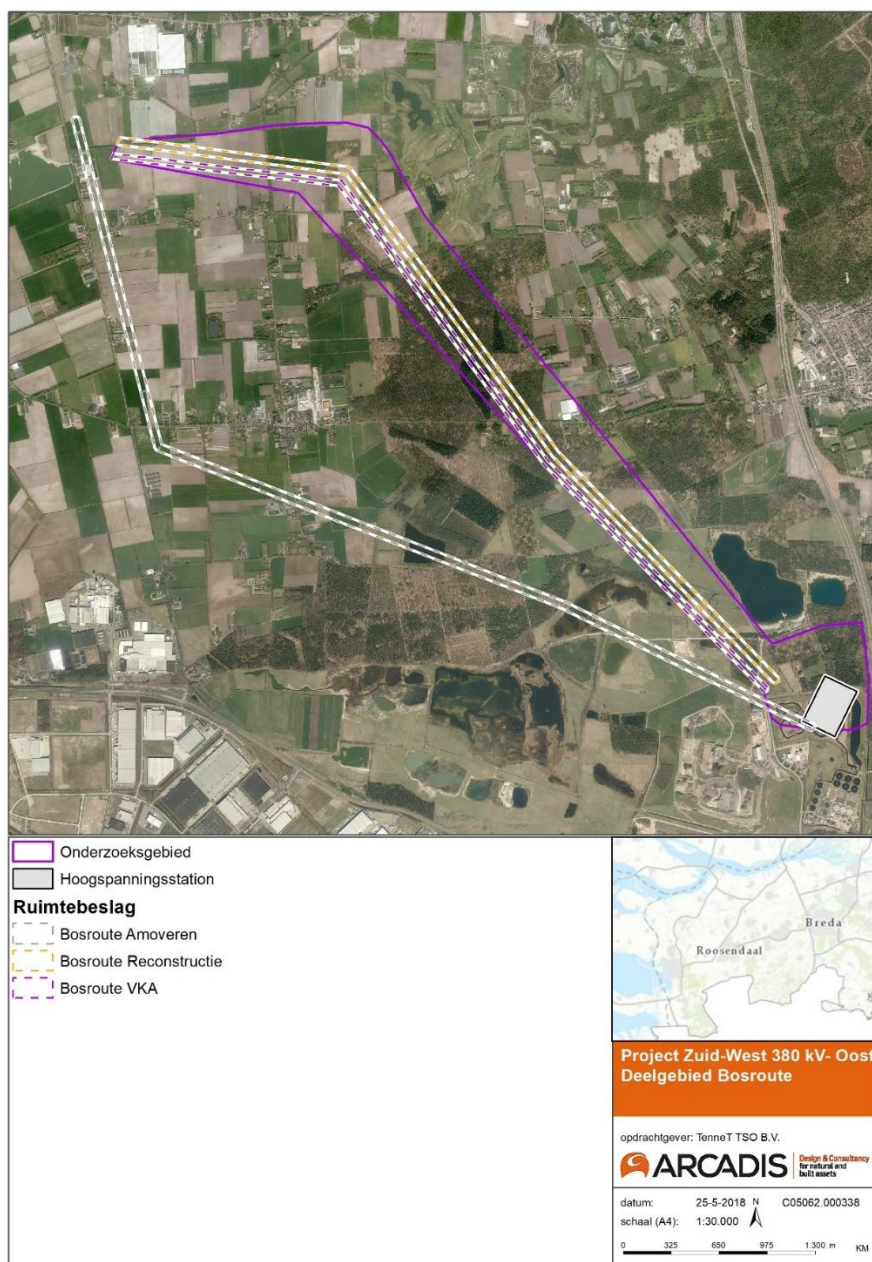 Onderzoeksgebied
Hoogspanningsstation
Ruimtebeslag
Bosroute Amoveren
Bosroute Reconstructie
Bosroute VKA
Breda
Roosendaal
Project Zuid-West 380 kV- Oost
Deelgebied Bosroute
opdrachtgever: TenneT TSO B.V.
ARCADIS
Design & Consultancy
for natural and
built assets
datum: 25-5-2018 N C05062.000338
schaal (A4): 1:30.000
0 325 650 975 1.300 m KM